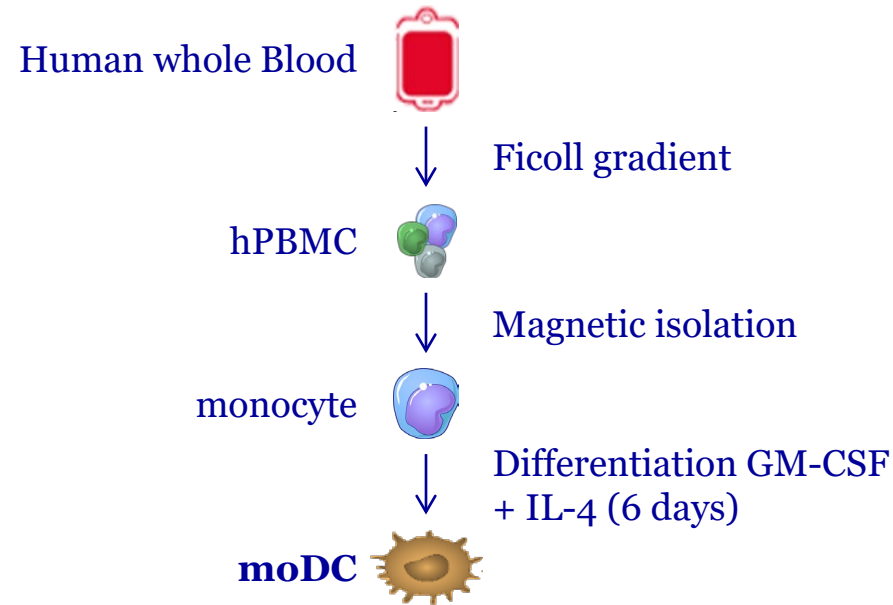 Human whole Blood
Ficoll gradient
hPBMC
Magnetic isolation
monocyte
Differentiation GM-CSF
+ IL-4 (6 days)
moDC